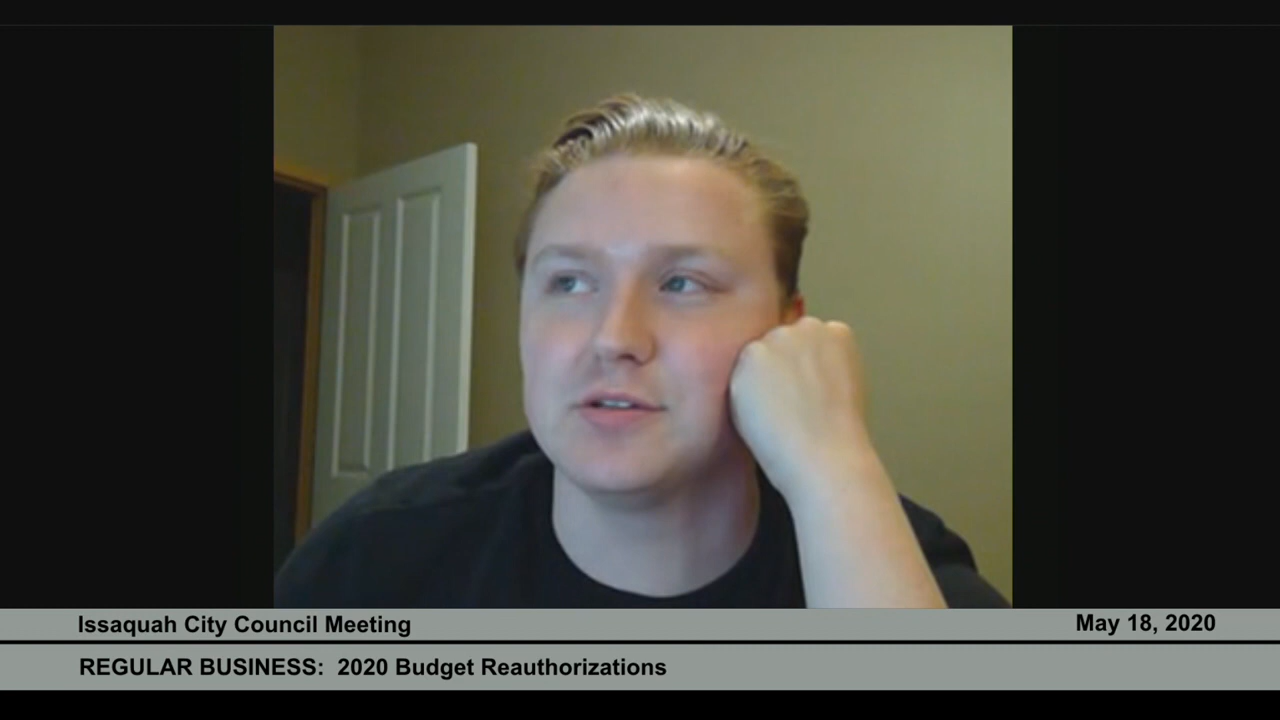 Issaquah City Council Meeting
May 18, 2020
REGULAR BUSINESS: 2020 Budget Reauthorizations